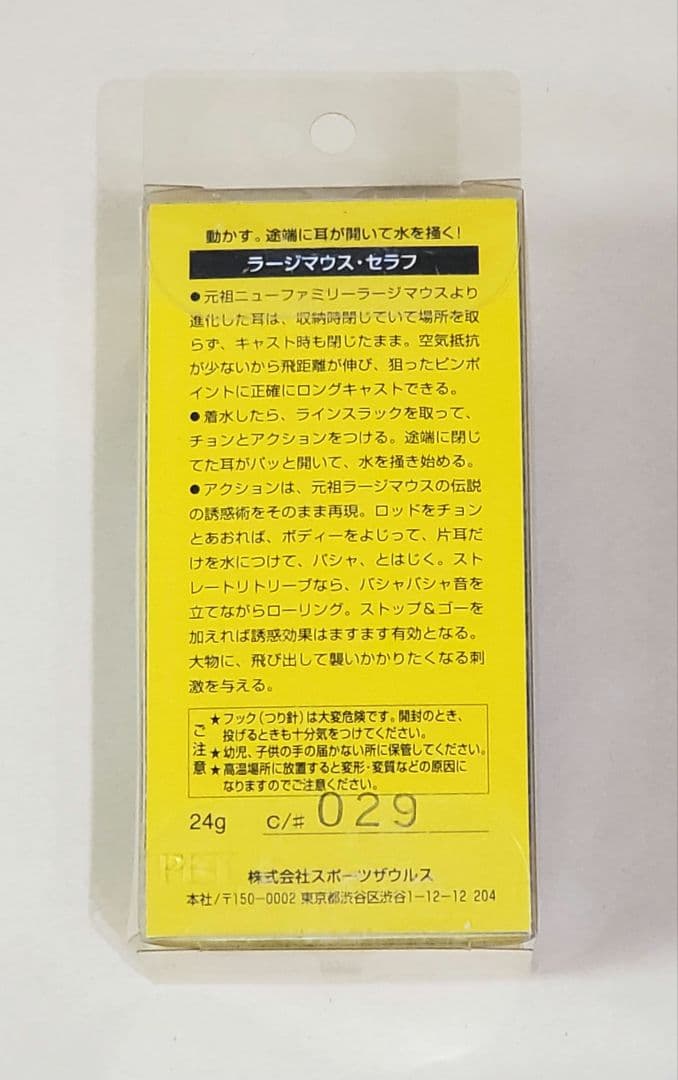 動かす。途端に耳が開いて水を掻く!
ラージマウス・セラフ
●元祖ニューファミリーラージマウスより
進化した耳は、収納時閉じていて場所を取
らず、キャスト時も閉じたまま。空気抵抗
が少ないから飛距離が伸び、狙ったピンポ
イントに正確にロングキャストできる。
●着水したら、ラインスラックを取って、
チョンとアクションをつける。途端に閉じ
てた耳がパッと開いて、水を掻き始める。
●アクションは、元祖ラージマウスの伝説
の誘惑術をそのまま再現。ロッドをチョン
とあおれば、ボディーをよじって、片耳だ
けを水につけて、バシャ、とはじく。スト
レートリトリーブなら、バシャバシャ音を
立てながらローリング。ストップ&ゴーを
加えれば誘惑効果はますます有効となる。
大物に、飛び出して襲いかかりたくなる刺
激を与える。
ご注意
★フック(つり針)は大変危険です。開封のとき、
投げるときも十分気をつけてください。
★幼児、子供の手の届かない所に保管してください。
★高温場所に放置すると変形・変質などの原因に
なりますのでご注意ください。
24g C/# 029
PET
株式会社スポーツザウルス
本社/〒150-0002 東京都渋谷区渋谷1-12-12 204